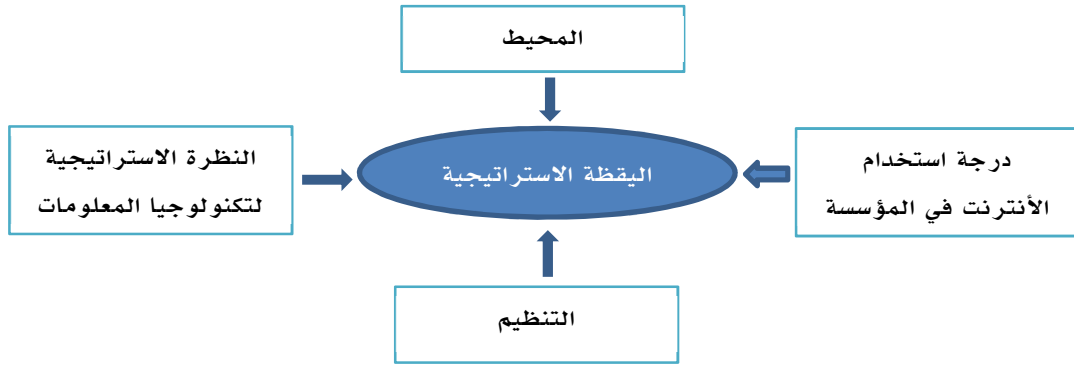 المحيط
درجة استخدام
الأنترنت في المؤسسة
اليقظة الاستراتيجية
النظرة الاستراتيجية
لتكنولوجيا المعلومات
التنظيم